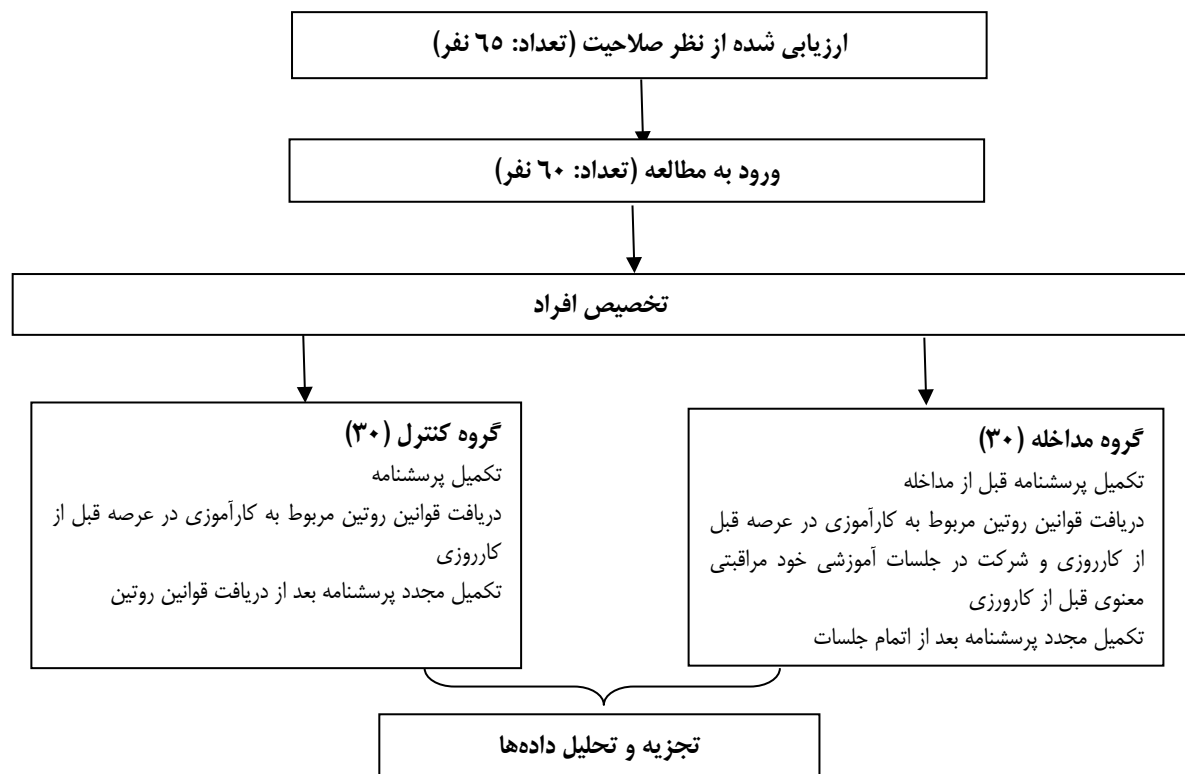 ارزیابی شده از نظر صلاحیت (تعداد: ٦٥ نفر)
ورود به مطالعه (تعداد: ٦٠ نفر)
تخصیص افراد
گروه مداخله (٣٠)
تکمیل پرسشنامه قبل از مداخله
دریافت قوانین روتین مربوط به کارآموزی در عرصه قبل
از کارروزی و شرکت در جلسات آموزشی خود مراقبتی
معنوی قبل از کارورزی
تکمیل مجدد پرسشنامه بعد از اتمام جلسات
گروه کنترل (٣٠)
تکمیل پرسشنامه
دریافت قوانین روتین مربوط به کارآموزی در عرصه قبل از
کارروزی
تکمیل مجدد پرسشنامه بعد از دریافت قوانین روتین
تجزیه و تحلیل داده‌ها